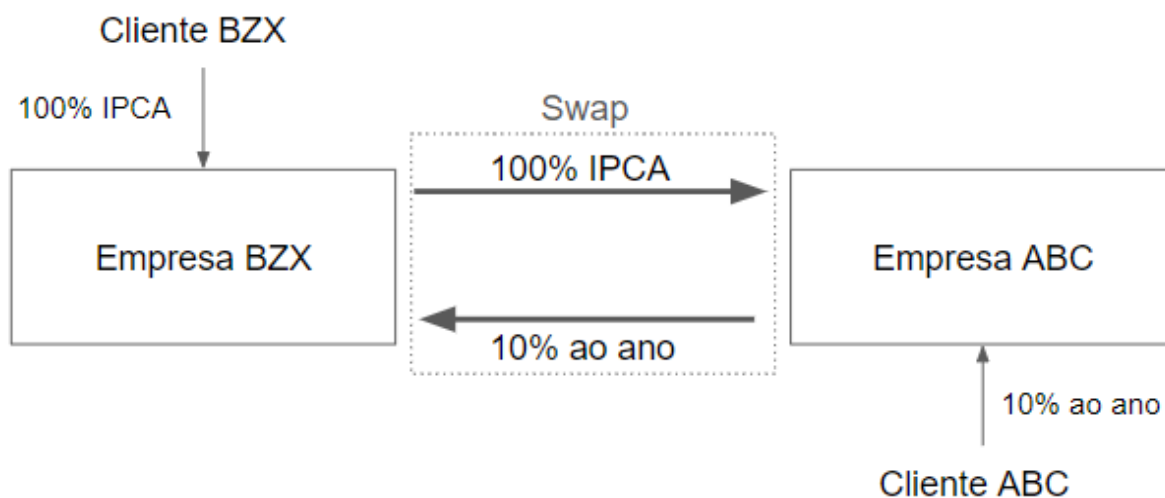 Cliente BZX
100% IPCA
Swap
100% IPCA
Empresa BZX
Empresa ABC
10% ao ano
10% ao ano
Cliente ABC